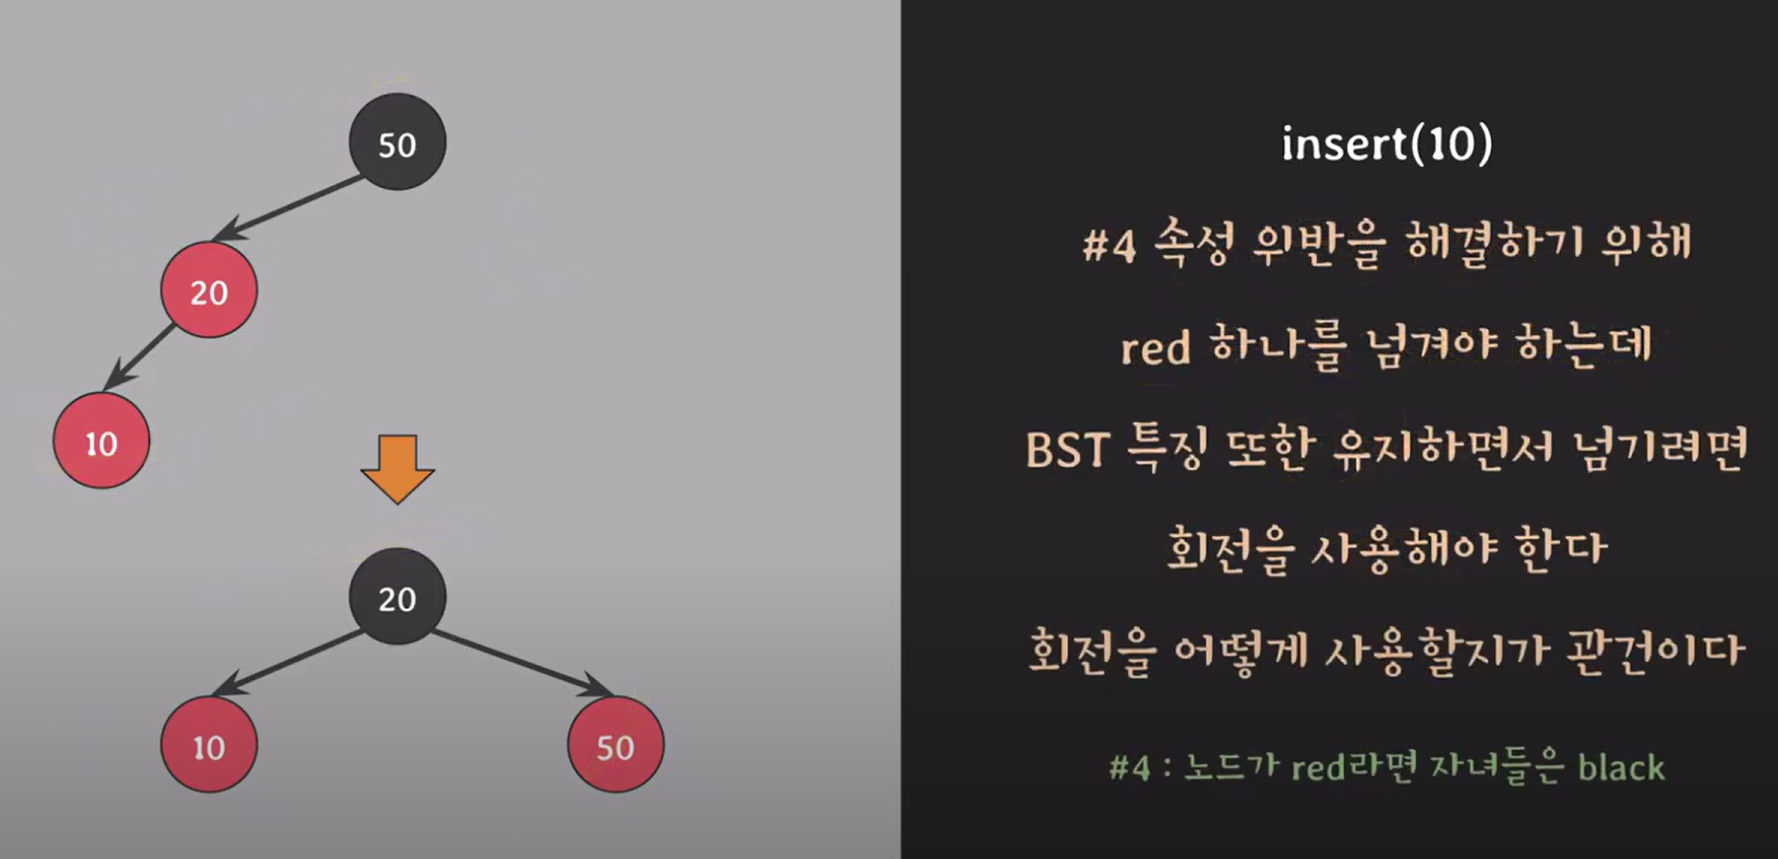 50
20
10
20
10
50
insert(10)
#4 속성 위반을 해결하기 위해
red 하나를 넘겨야 하는데
BST 특징 또한 유지하면서 넘기려면
회전을 사용해야 한다
회전을 어떻게 사용할지가 관건이다
#4 : 노드가 red라면 자녀들은 black